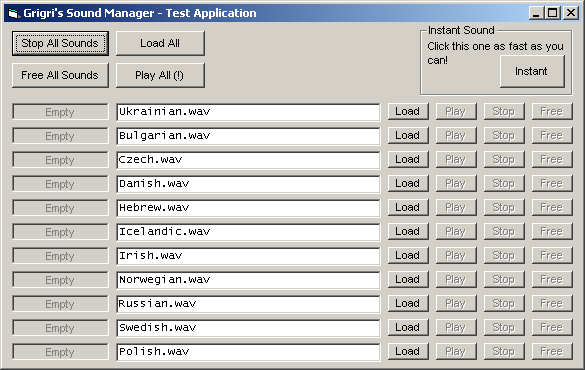 Grigri's Sound Manager - Test Application
Stop All Sounds Load All
Instant Sound
Click this one as fast as you
can!
Instant
Free All Sounds Play All (!)
Empty Ukrainian.wav Load Play Stop Free
Empty Bulgarian.wav Load Play Stop Free
Empty Czech.wav Load Play Stop Free
Empty Danish.wav Load Play Stop Free
Empty Hebrew.wav Load Play Stop Free
Empty Icelandic.wav Load Play Stop Free
Empty Irish.wav Load Play Stop Free
Empty Norwegian.wav Load Play Stop Free
Empty Russian.wav Load Play Stop Free
Empty Swedish.wav Load Play Stop Free
Empty Polish.wav Load Play Stop Free